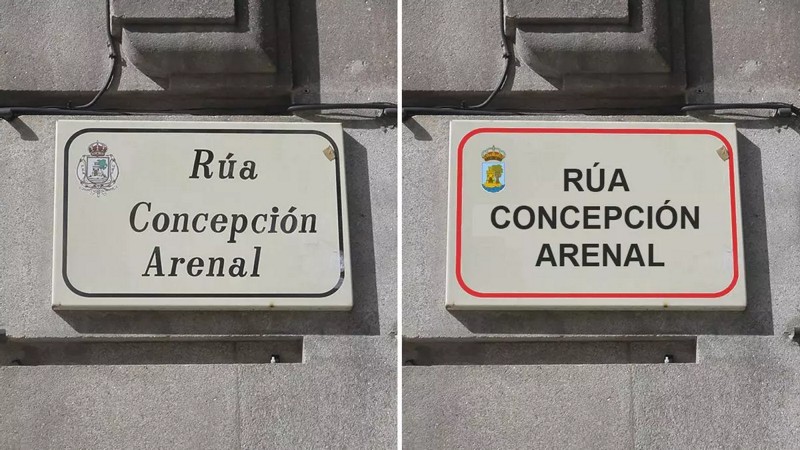 Rúa
Concepción
Arenal
RÚA
CONCEPCIÓN
ARENAL